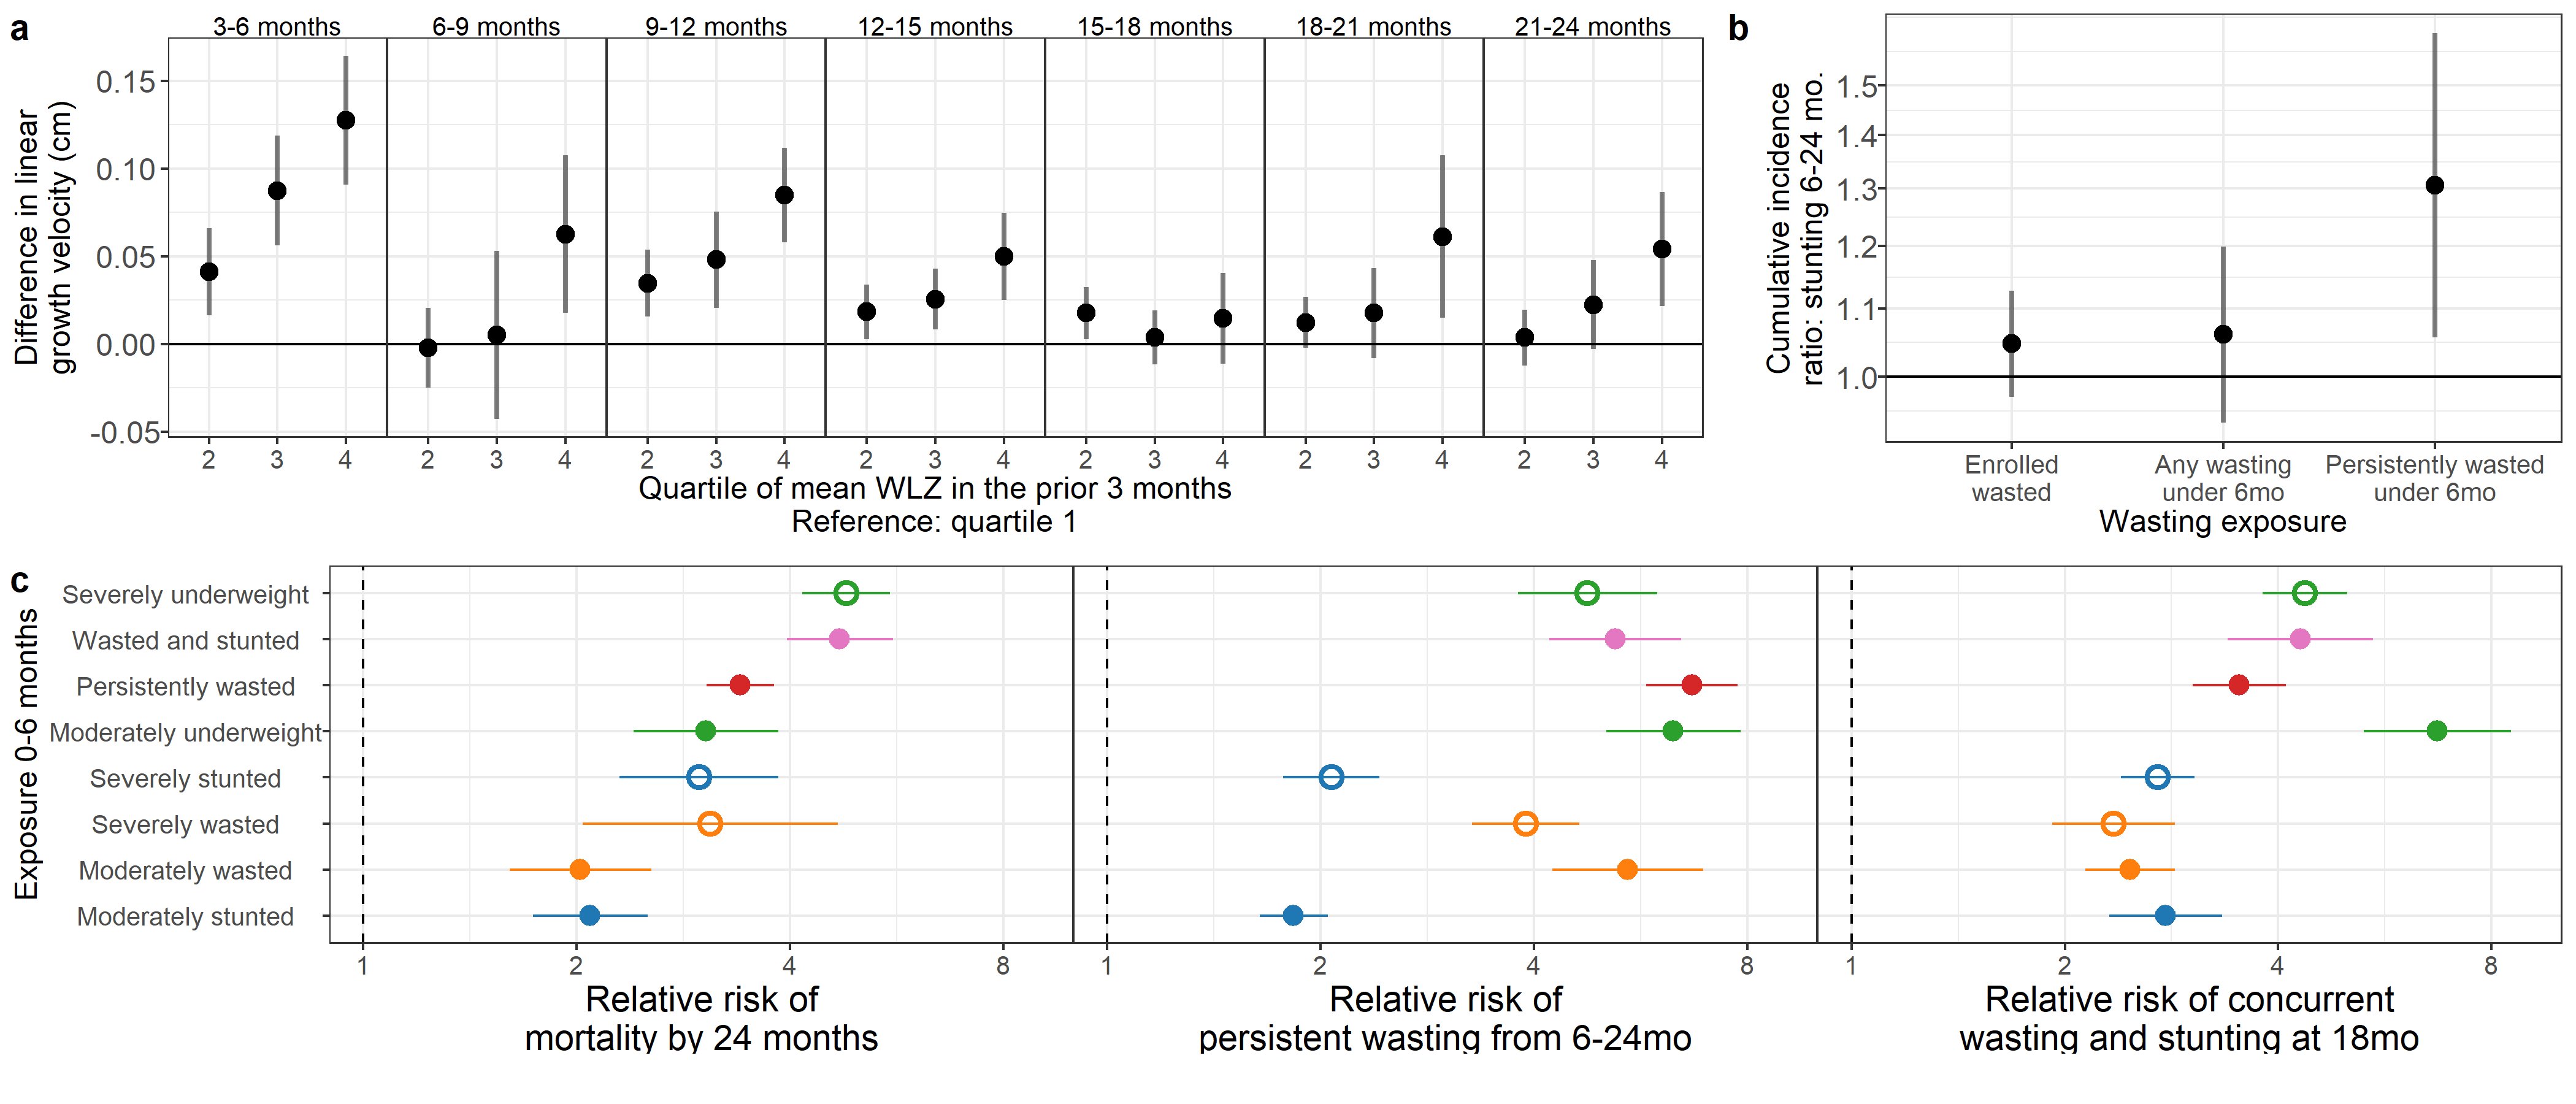 a
3-6 months
6-9 months
9-12 months
12-15 months
15-18 months
18-21 months
21-24 months
Difference in linear
growth velocity (cm)
0.15
0.10
0.05
0.00
-0.05
2 3 4 2 3 4 2 3 4 2 3 4 2 3 4 2 3 4 2 3 4
Quartile of mean WLZ in the prior 3 months
Reference: quartile 1
b
Cumulative incidence
ratio: stunting 6-24 mo.
1.5
1.4
1.3
1.2
1.1
1.0
Enrolled
wasted
Any wasting
under 6mo
Persistently wasted
under 6mo
Wasting exposure
c
Exposure 0-6 months
Severely underweight
Wasted and stunted
Persistently wasted
Moderately underweight
Severely stunted
Severely wasted
Moderately wasted
Moderately stunted
1 2 4 8
Relative risk of
mortality by 24 months
1 2 4 8
Relative risk of
persistent wasting from 6-24mo
1 2 4 8
Relative risk of concurrent
wasting and stunting at 18mo